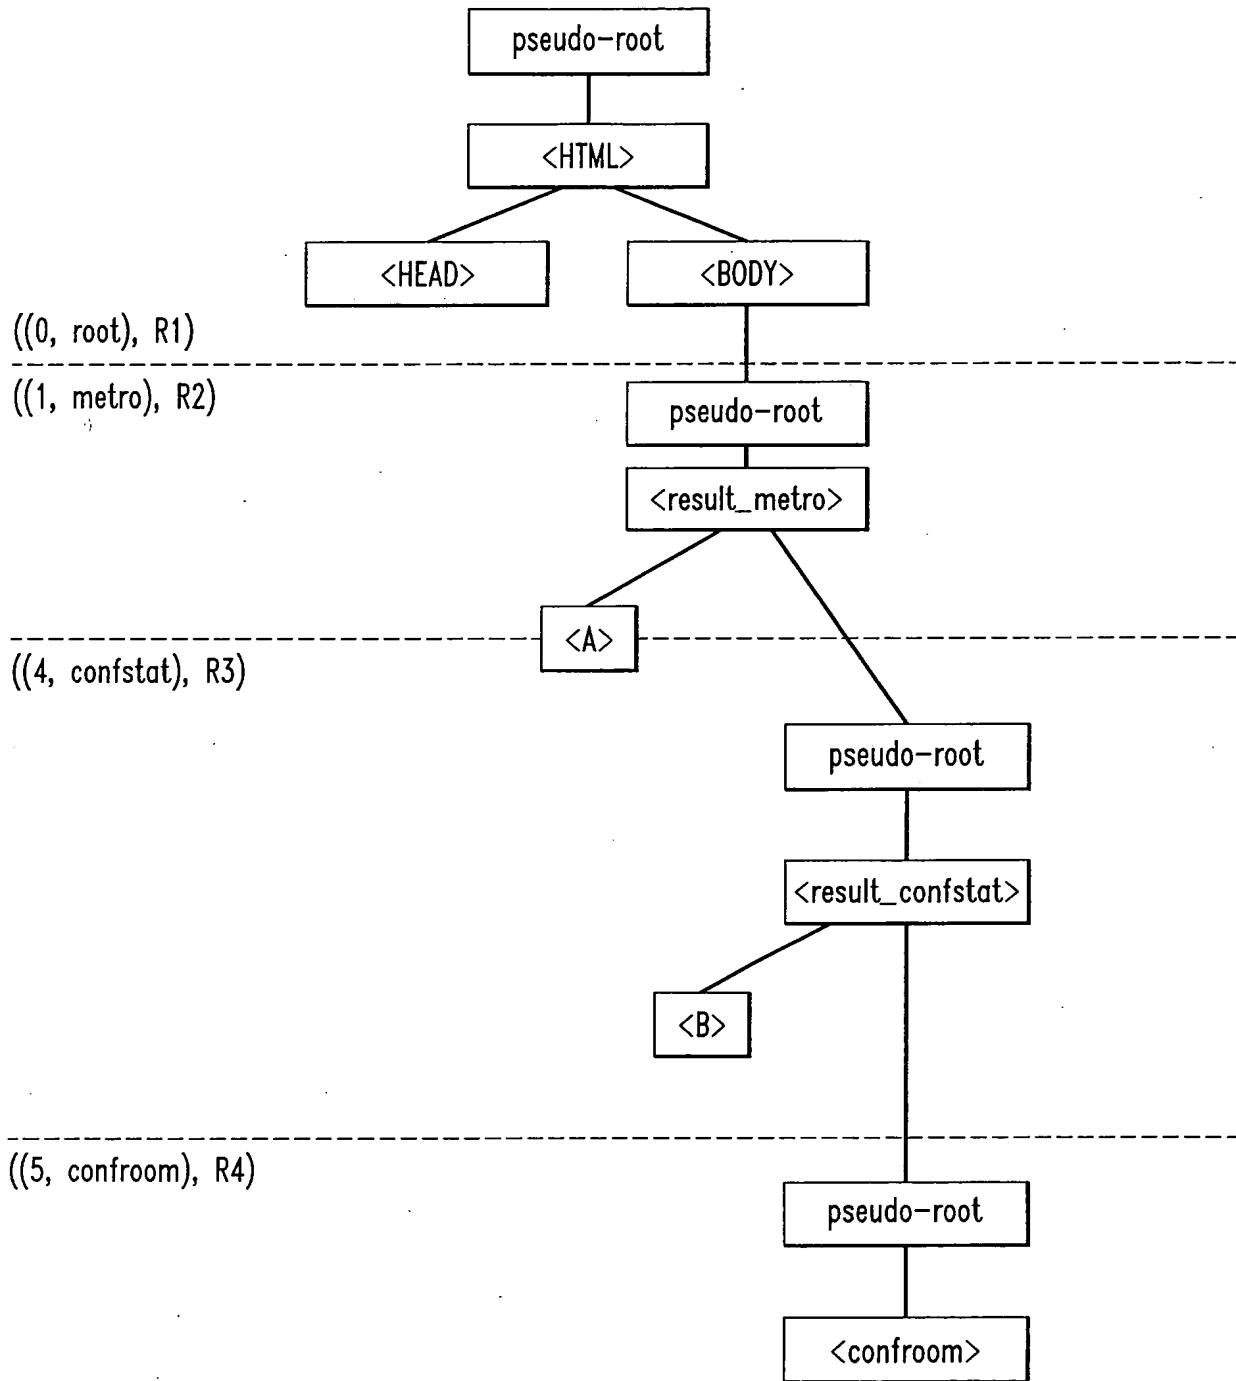 pseudo-root
<HTML>
<HEAD>
<BODY>
((0, root), R1)
((1, metro), R2)
pseudo-root
<result_metro>
<A>
((4, confstat), R3)
pseudo-root
<result_confstat>
<B>
((5, confroom), R4)
pseudo-root
<confroom>